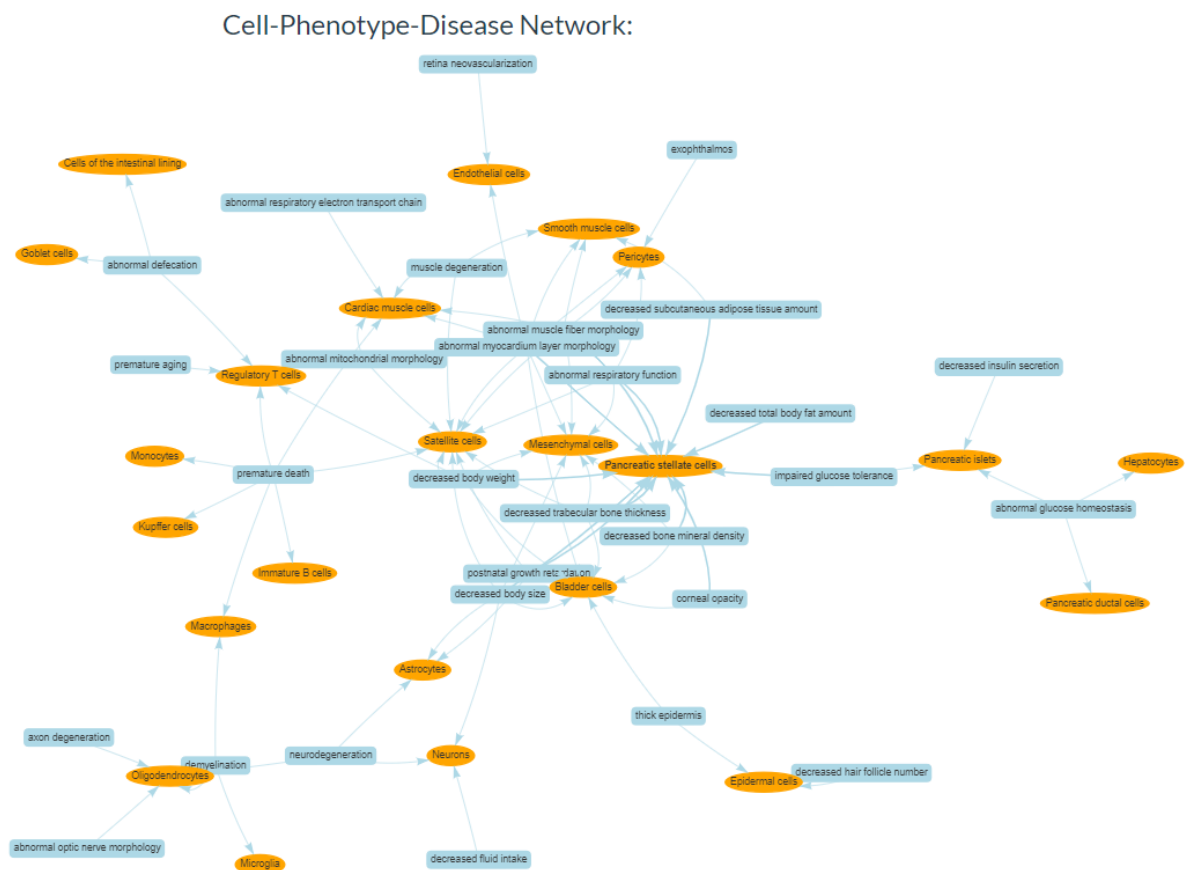 Cell-Phenotype-Disease Network:
retina neovascularization
exophthalmos
Cells of the intestinal lining
Endothelial cells
abnormal respiratory electron transport chain
Smooth muscle cells
Goblet cells
Pericytes
abnormal defecation
muscle degeneration
Cardiac muscle cells
decreased subcutaneous adipose tissue amount
abnormal muscle fiber morphology
abnormal myocardium layer morphology
abnormal mitochondrial morphology
premature aging
decreased insulin secretion
Regulatory T cells
abnormal respiratory function
decreased total body fat amount
Satellite cells
Mesenchymal cells
Monocytes
Pancreatic islets
Hepatocytes
Pancreatic stellate cells
premature death
decreased body weight
impaired glucose tolerance
abnormal glucose homeostasis
decreased trabecular bone thickness
Kupffer cells
decreased bone mineral density
Immature B cells
postnatal growth retardation
Bladder cells
decreased body size
corneal opacity
Pancreatic ductal cells
Macrophages
Astrocytes
thick epidermis
axon degeneration
neurodegeneration
Neurons
demyelination
Oligodendrocytes
decreased hair follicle number
Epidermal cells
abnormal optic nerve morphology
decreased fluid intake
Microglia